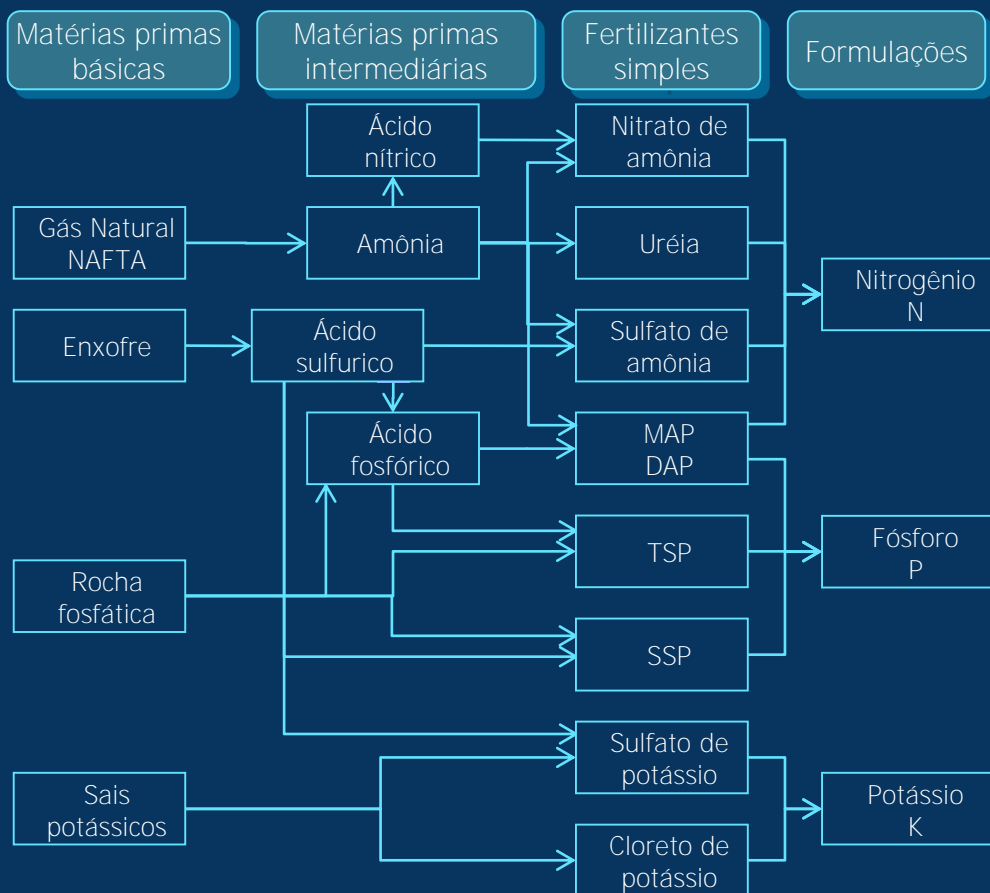 Matérias primas
básicas
Matérias primas
intermediárias
Fertilizantes
simples
Formulações
Ácido
nítrico
Nitrato de
amônia
Gás Natural
NAFTA
Amônia
Uréia
Nitrogênio
N
Enxofre
Ácido
sulfurico
Sulfato de
amônia
Ácido
fosfórico
MAP
DAP
TSP
Fósforo
P
Rocha
fosfática
SSP
Sulfato de
potássio
Sais
potássicos
Potássio
K
Cloreto de
potássio